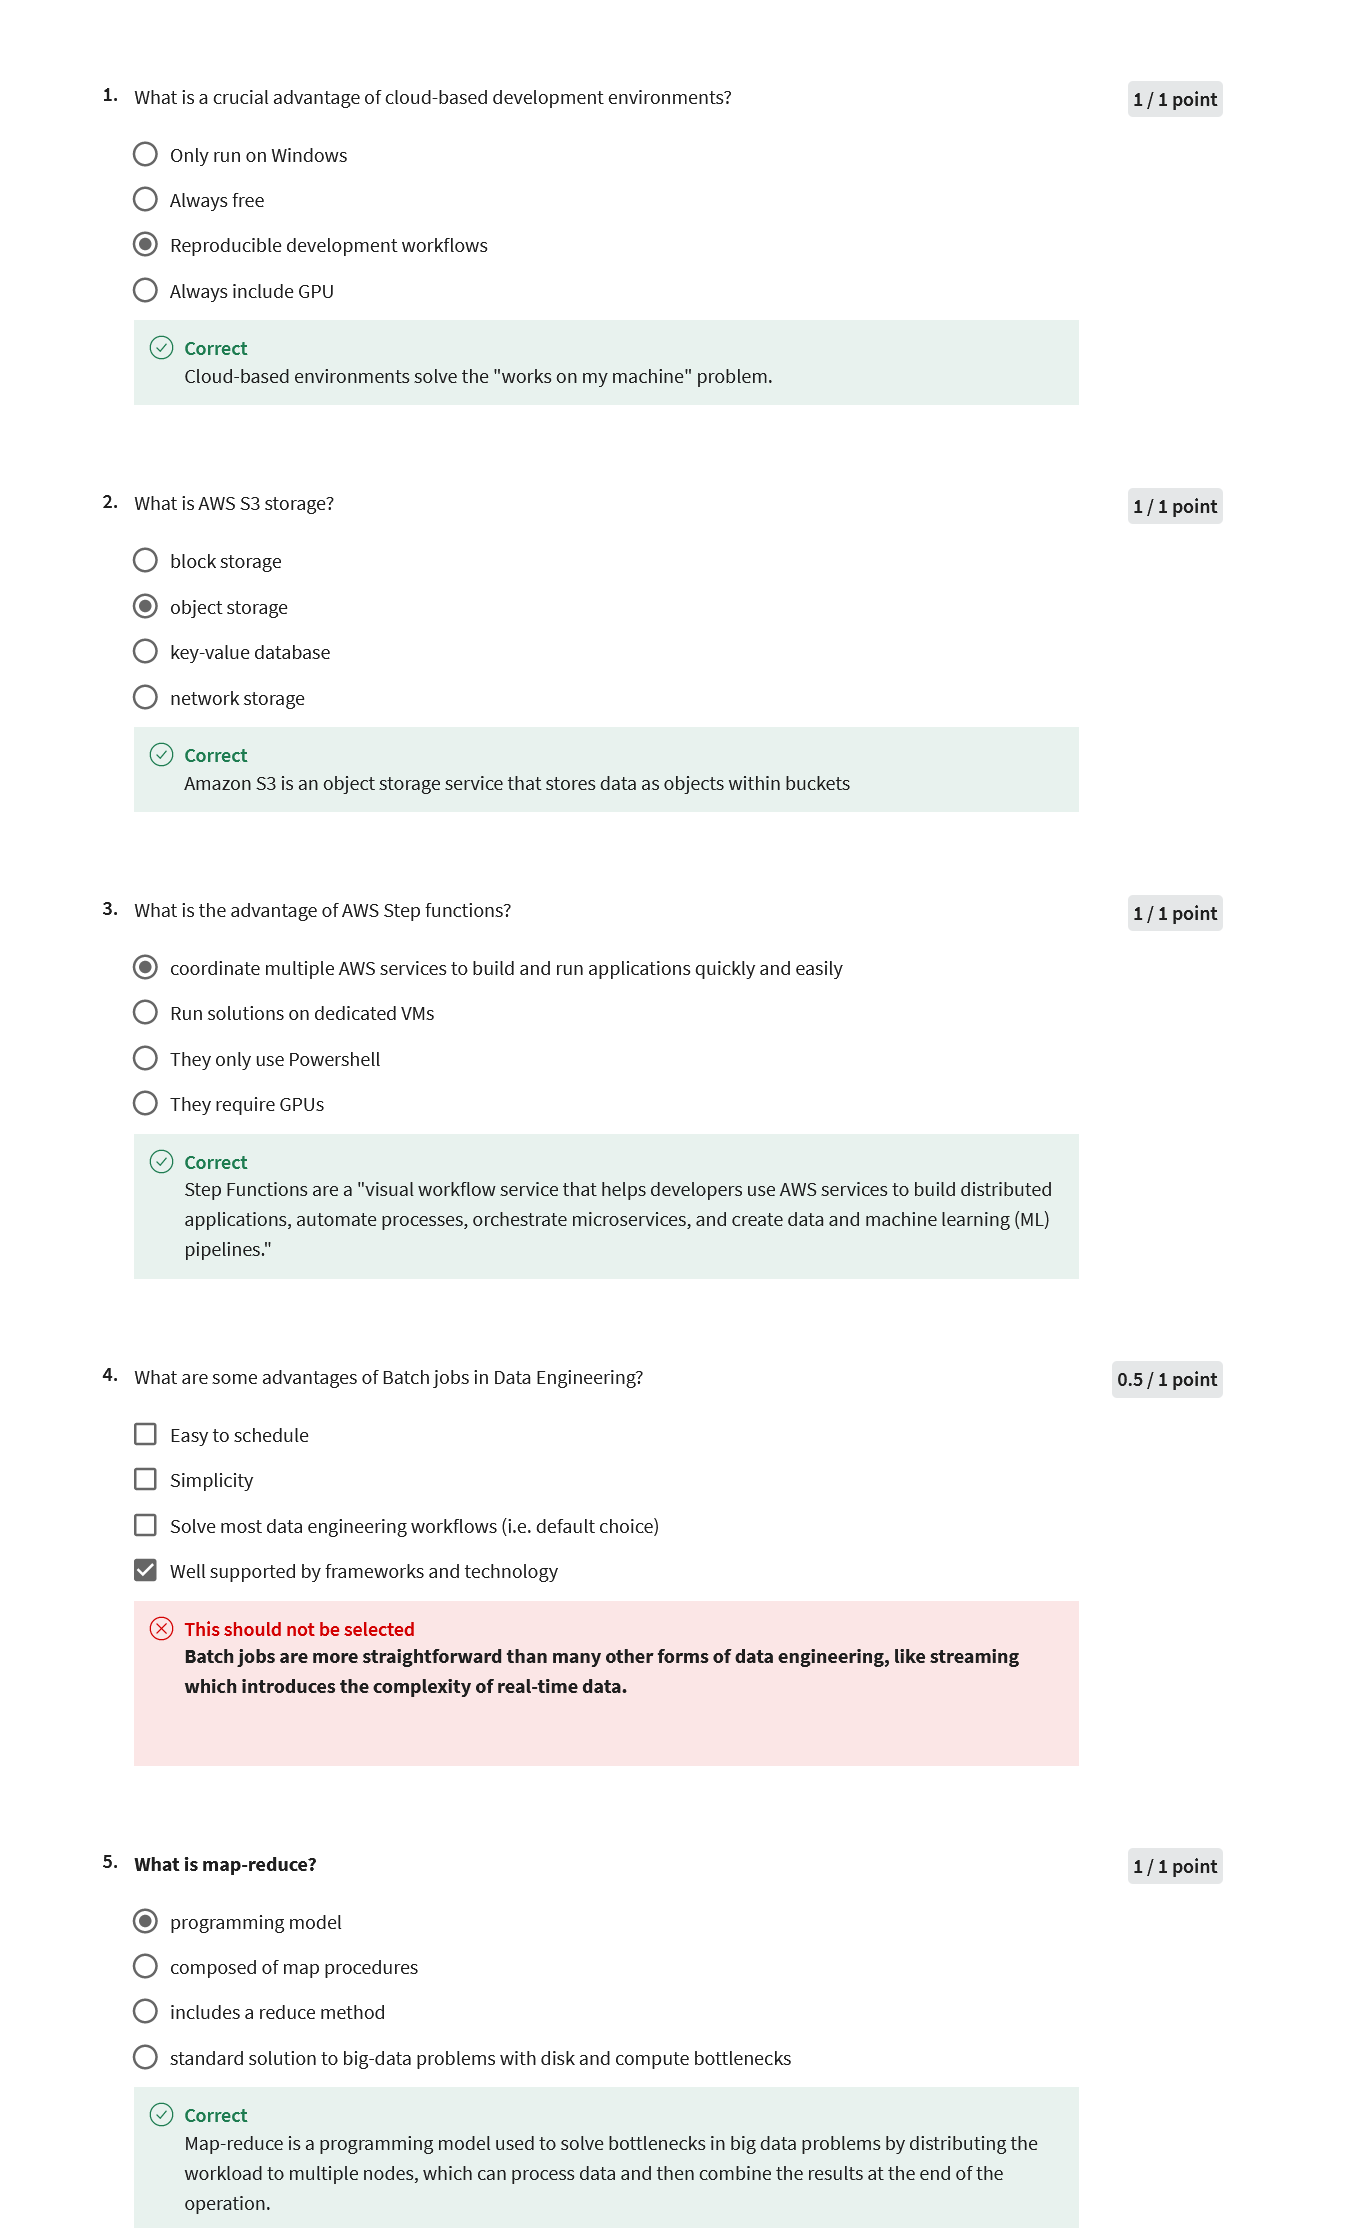 1. What is a crucial advantage of cloud-based development environments? 1 / 1 point
Only run on Windows
Always free
Reproducible development workflows
Always include GPU
Correct
Cloud-based environments solve the "works on my machine" problem.
2. What is AWS S3 storage? 1 / 1 point
block storage
object storage
key-value database
network storage
Correct
Amazon S3 is an object storage service that stores data as objects within buckets
3. What is the advantage of AWS Step functions? 1 / 1 point
coordinate multiple AWS services to build and run applications quickly and easily
Run solutions on dedicated VMs
They only use Powershell
They require GPUs
Correct
Step Functions are a "visual workflow service that helps developers use AWS services to build distributed
applications, automate processes, orchestrate microservices, and create data and machine learning (ML)
pipelines."
4. What are some advantages of Batch jobs in Data Engineering? 0.5 / 1 point
Easy to schedule
Simplicity
Solve most data engineering workflows (i.e. default choice)
Well supported by frameworks and technology
This should not be selected
Batch jobs are more straightforward than many other forms of data engineering, like streaming
which introduces the complexity of real-time data.
5. What is map-reduce? 1 / 1 point
programming model
composed of map procedures
includes a reduce method
standard solution to big-data problems with disk and compute bottlenecks
Correct
Map-reduce is a programming model used to solve bottlenecks in big data problems by distributing the
workload to multiple nodes, which can process data and then combine the results at the end of the
operation.